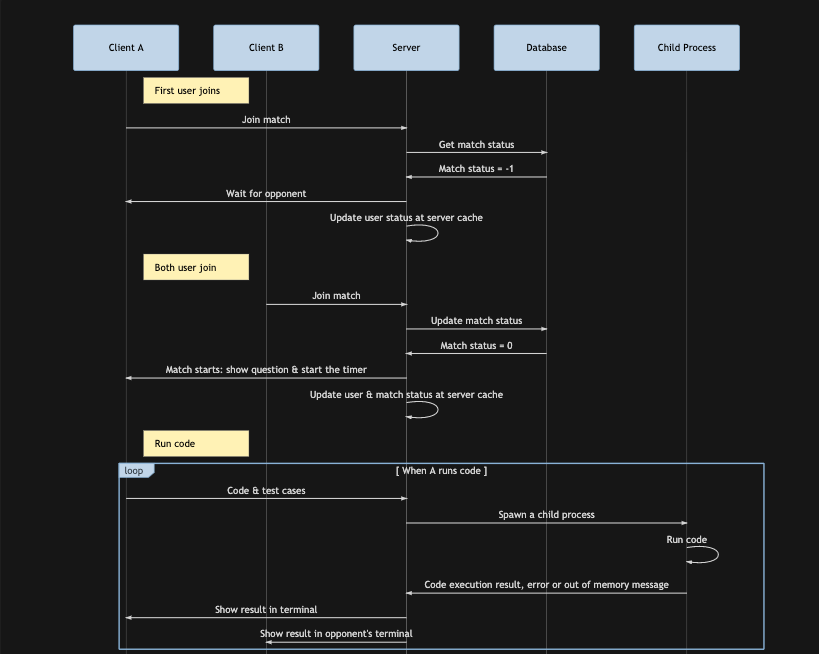 Client A
Client B
Server
Database
Child Process
First user joins
Join match
Get match status
Match status = -1
Wait for opponent
Update user status at server cache
Both user join
Join match
Update match status
Match status = 0
Match starts: show question & start the timer
Update user & match status at server cache
Run code
loop
[ When A runs code ]
Code & test cases
Spawn a child process
Run code
Code execution result, error or out of memory message
Show result in terminal
Show result in opponent's terminal